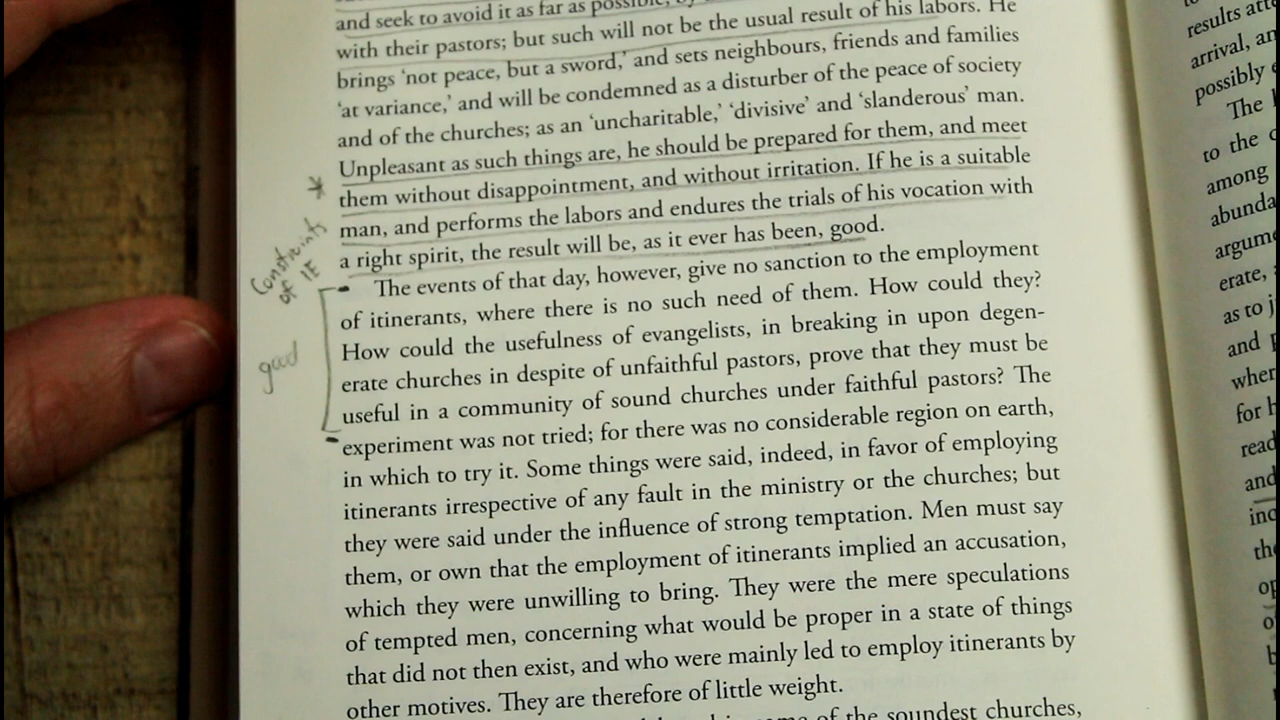 and seek to avoid it as far as possible,
with their pastors; but such will not be the usual result of his labors. He
brings ‘not peace, but a sword,’ and sets neighbours, friends and families
‘at variance,’ and will be condemned as a disturber of the peace of society
and of the churches; as an ‘uncharitable,’ ‘divisive’ and ‘slanderous’ man.
Unpleasant as such things are, he should be prepared for them, and meet
them without disappointment, and without irritation. If he is a suitable
man, and performs the labors and endures the trials of his vocation with
a right spirit, the result will be, as it ever has been, good.
of IE
The events of that day, however, give no sanction to the employment
of itinerants, where there is no such need of them. How could they?
How could the usefulness of evangelists, in breaking in upon degen-
good
erate churches in despite of unfaithful pastors, prove that they must be
useful in a community of sound churches under faithful pastors? The
experiment was not tried; for there was no considerable region on earth,
in which to try it. Some things were said, indeed, in favor of employing
itinerants irrespective of any fault in the ministry or the churches; but
they were said under the influence of strong temptation. Men must say
them, or own that the employment of itinerants implied an accusation,
which they were unwilling to bring. They were the mere speculations
of tempted men, concerning what would be proper in a state of things
that did not then exist, and who were mainly led to employ itinerants by
other motives. They are therefore of little weight.
of the soundest churches,
results
arrival,
possibly
The
to the
among
and
when
for
and